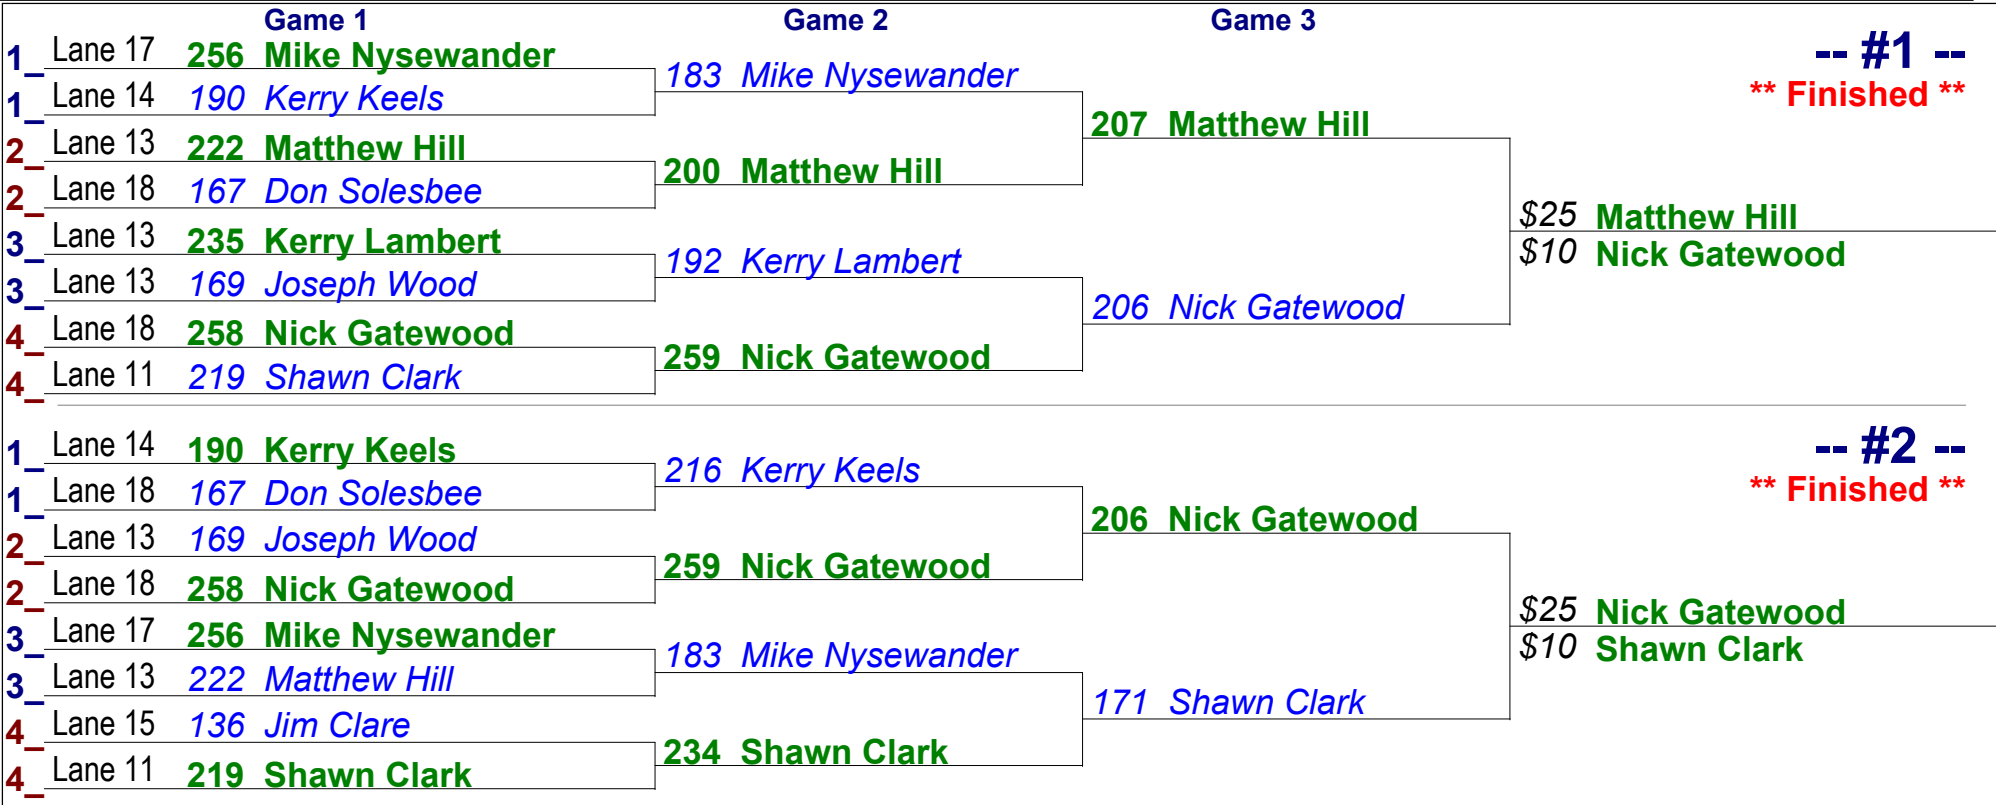 Game 1 Game 2 Game 3
-- #1 --
** Finished **
1_ Lane 17 256 Mike Nysewander
183 Mike Nysewander
1_ Lane 14 190 Kerry Keels
207 Matthew Hill
2_ Lane 13 222 Matthew Hill
200 Matthew Hill
2_ Lane 18 167 Don Solesbee
$25 Matthew Hill
3_ Lane 13 235 Kerry Lambert
$10 Nick Gatewood
192 Kerry Lambert
3_ Lane 13 169 Joseph Wood
206 Nick Gatewood
4_ Lane 18 258 Nick Gatewood
259 Nick Gatewood
4_ Lane 11 219 Shawn Clark
-- #2 --
** Finished **
1_ Lane 14 190 Kerry Keels
216 Kerry Keels
1_ Lane 18 167 Don Solesbee
206 Nick Gatewood
2_ Lane 13 169 Joseph Wood
259 Nick Gatewood
2_ Lane 18 258 Nick Gatewood
$25 Nick Gatewood
3_ Lane 17 256 Mike Nysewander
$10 Shawn Clark
183 Mike Nysewander
3_ Lane 13 222 Matthew Hill
171 Shawn Clark
4_ Lane 15 136 Jim Clare
234 Shawn Clark
4_ Lane 11 219 Shawn Clark